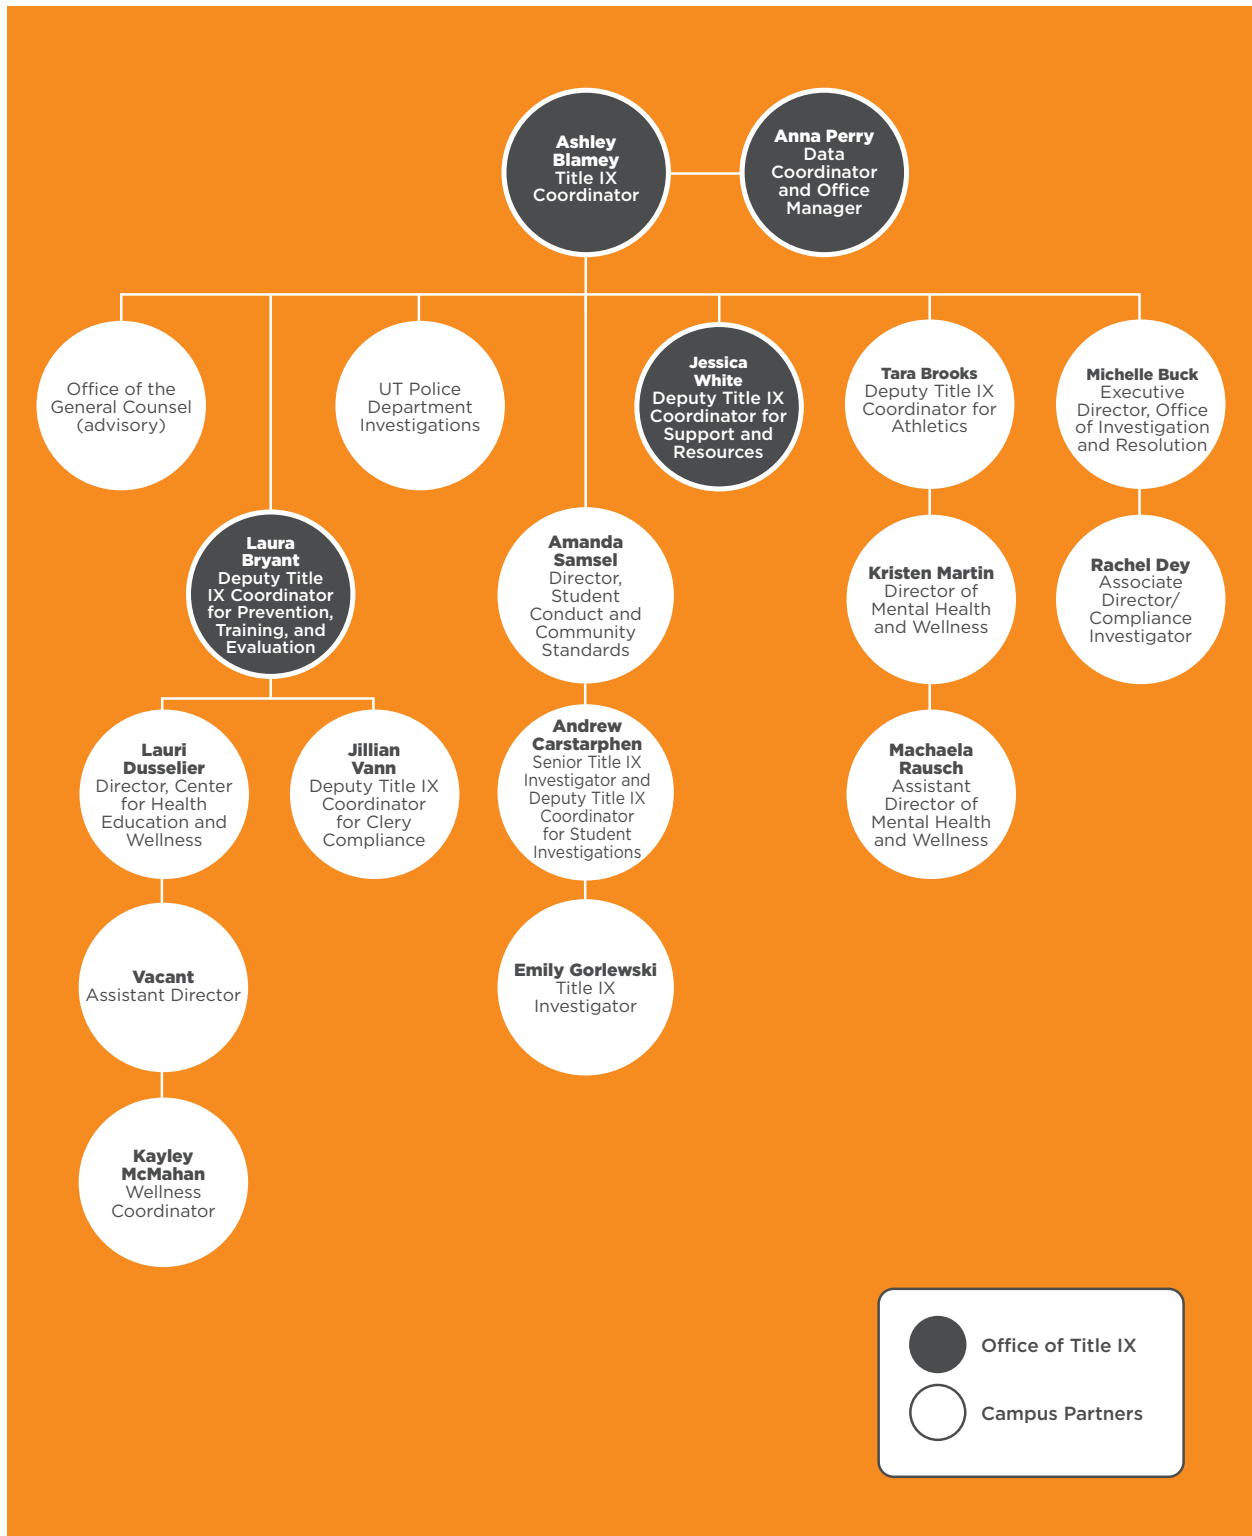 Ashley
Blamey
Title IX
Coordinator
Anna Perry
Data
Coordinator
and Office
Manager
Office of the
General Counsel
(advisory)
UT Police
Department
Investigations
Jessica
White
Deputy Title IX
Coordinator for
Support and
Resources
Tara Brooks
Deputy Title IX
Coordinator for
Athletics
Michelle Buck
Executive
Director, Office
of Investigation
and Resolution
Laura
Bryant
Deputy Title
IX Coordinator
for Prevention,
Training, and
Evaluation
Amanda
Samsel
Director,
Student
Conduct and
Community
Standards
Kristen Martin
Director of
Mental Health
and Wellness
Rachel Dey
Associate
Director/
Compliance
Investigator
Lauri
Dusselier
Director, Center
for Health
Education and
Wellness
Jillian
Vann
Deputy Title IX
Coordinator
for Clery
Compliance
Andrew
Carstarphen
Senior Title IX
Investigator and
Deputy Title IX
Coordinator
for Student
Investigations
Machaela
Rausch
Assistant
Director of
Mental Health
and Wellness
Vacant
Assistant Director
Emily Gorlewski
Title IX
Investigator
Kayley
McMahan
Wellness
Coordinator
Office of Title IX
Campus Partners